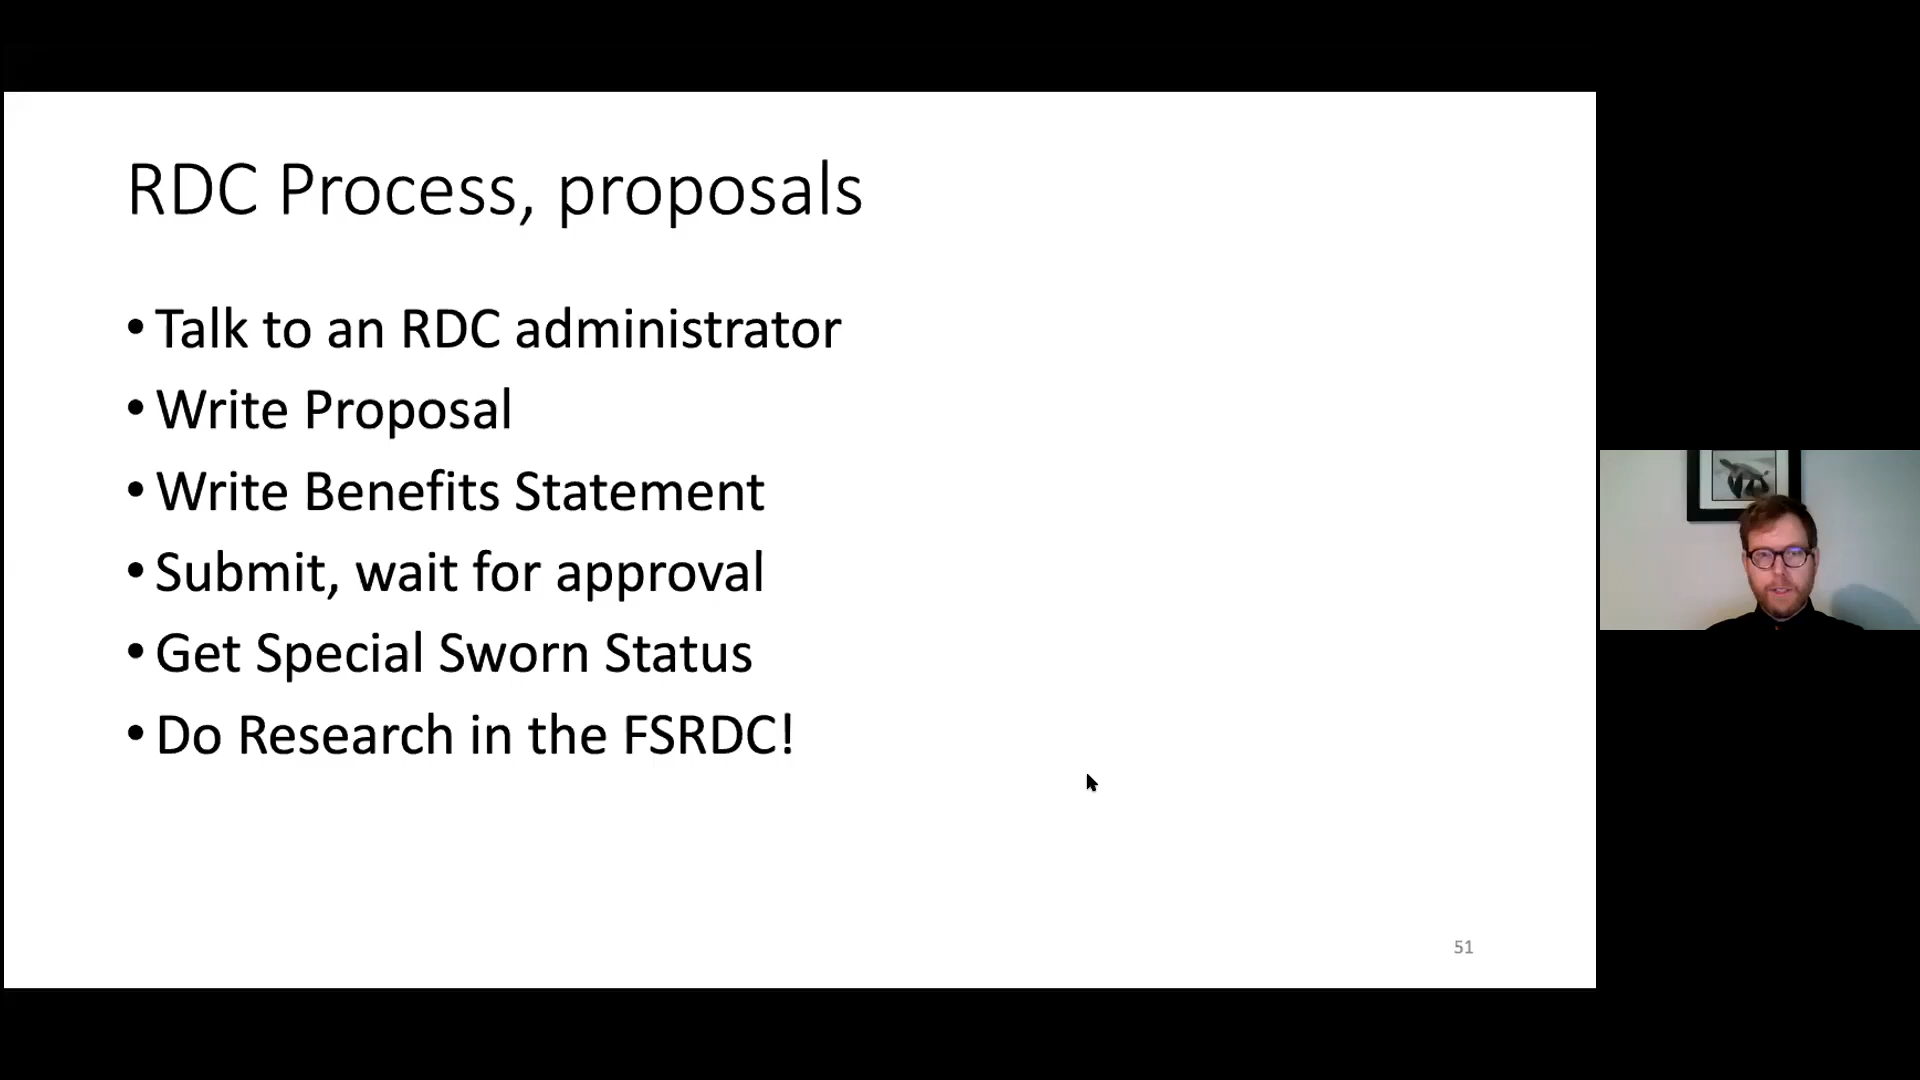 RDC Process, proposals
• Talk to an RDC administrator
• Write Proposal
• Write Benefits Statement
• Submit, wait for approval
• Get Special Sworn Status
• Do Research in the FSRDC!
51